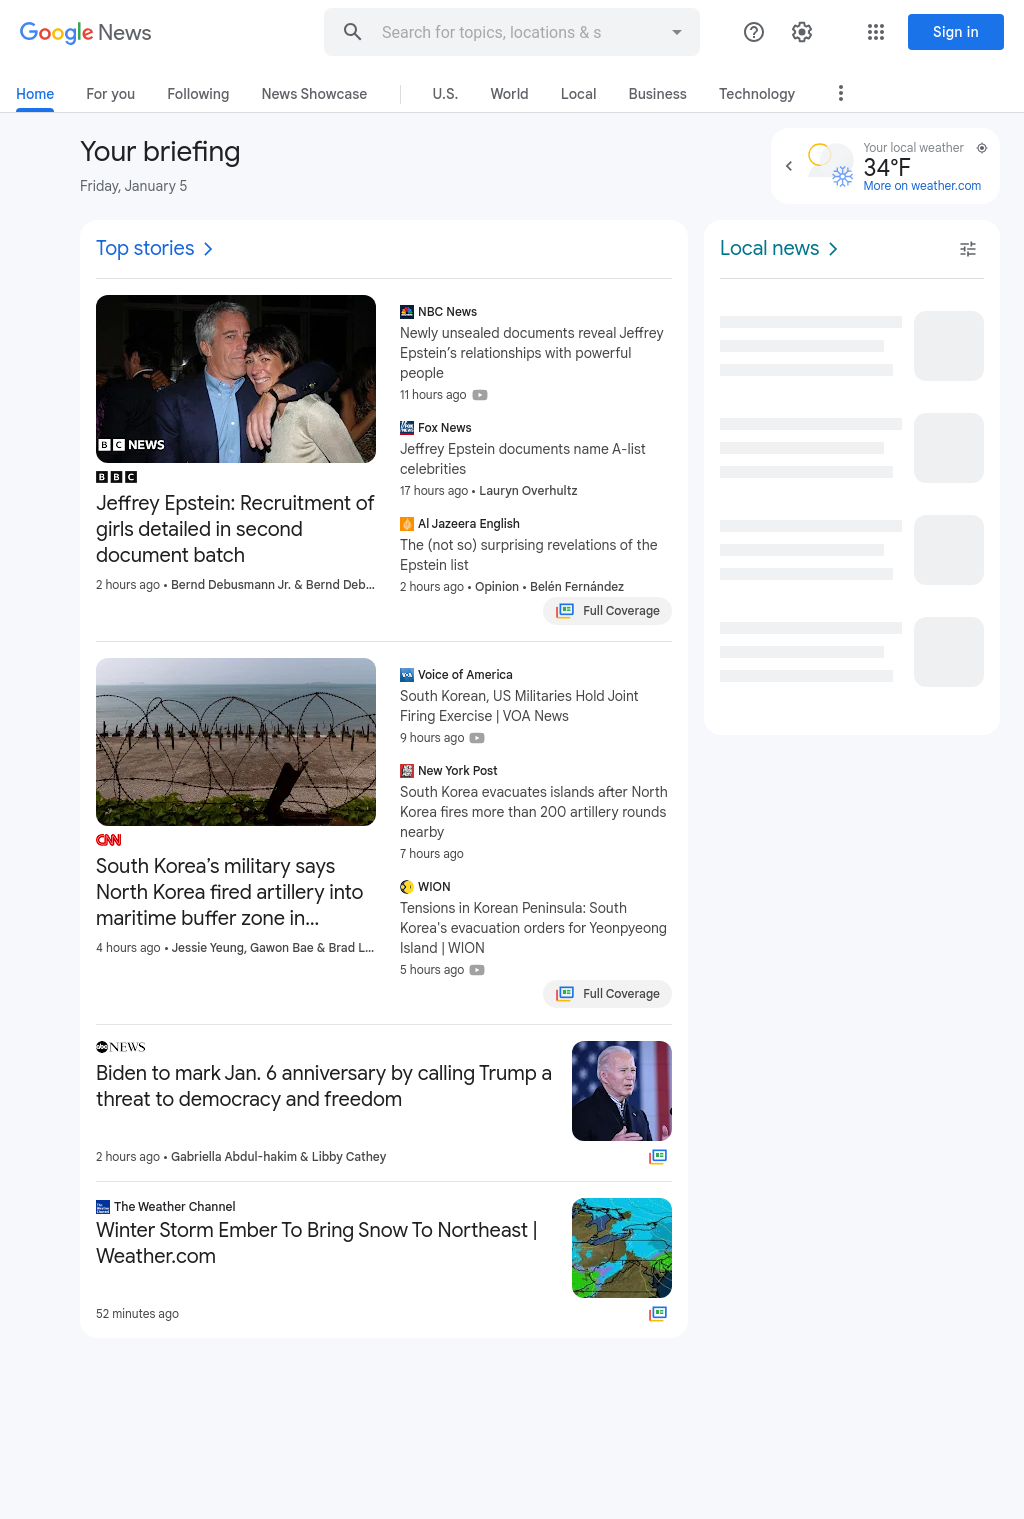 Google News
Search for topics, locations & s
Sign in
Home
For you
Following
News Showcase
U.S.
World
Local
Business
Technology
Your briefing
Friday, January 5
Your local weather
34°F
More on weather.com
Top stories
BBC NEWS
BBC
Jeffrey Epstein: Recruitment of
girls detailed in second
document batch
2 hours ago • Bernd Debusmann Jr. & Bernd Deb...
NBC News
Newly unsealed documents reveal Jeffrey
Epstein’s relationships with powerful
people
11 hours ago
Fox News
Jeffrey Epstein documents name A-list
celebrities
17 hours ago • Lauryn Overhultz
Al Jazeera English
The (not so) surprising revelations of the
Epstein list
2 hours ago • Opinion • Belén Fernández
Full Coverage
CNN
South Korea’s military says
North Korea fired artillery into
maritime buffer zone in...
4 hours ago • Jessie Yeung, Gawon Bae & Brad L...
Voice of America
South Korean, US Militaries Hold Joint
Firing Exercise | VOA News
9 hours ago
New York Post
South Korea evacuates islands after North
Korea fires more than 200 artillery rounds
nearby
7 hours ago
WION
Tensions in Korean Peninsula: South
Korea's evacuation orders for Yeonpyeong
Island | WION
5 hours ago
Full Coverage
abc NEWS
Biden to mark Jan. 6 anniversary by calling Trump a
threat to democracy and freedom
2 hours ago • Gabriella Abdul-hakim & Libby Cathey
The Weather Channel
Winter Storm Ember To Bring Snow To Northeast |
Weather.com
52 minutes ago
Local news